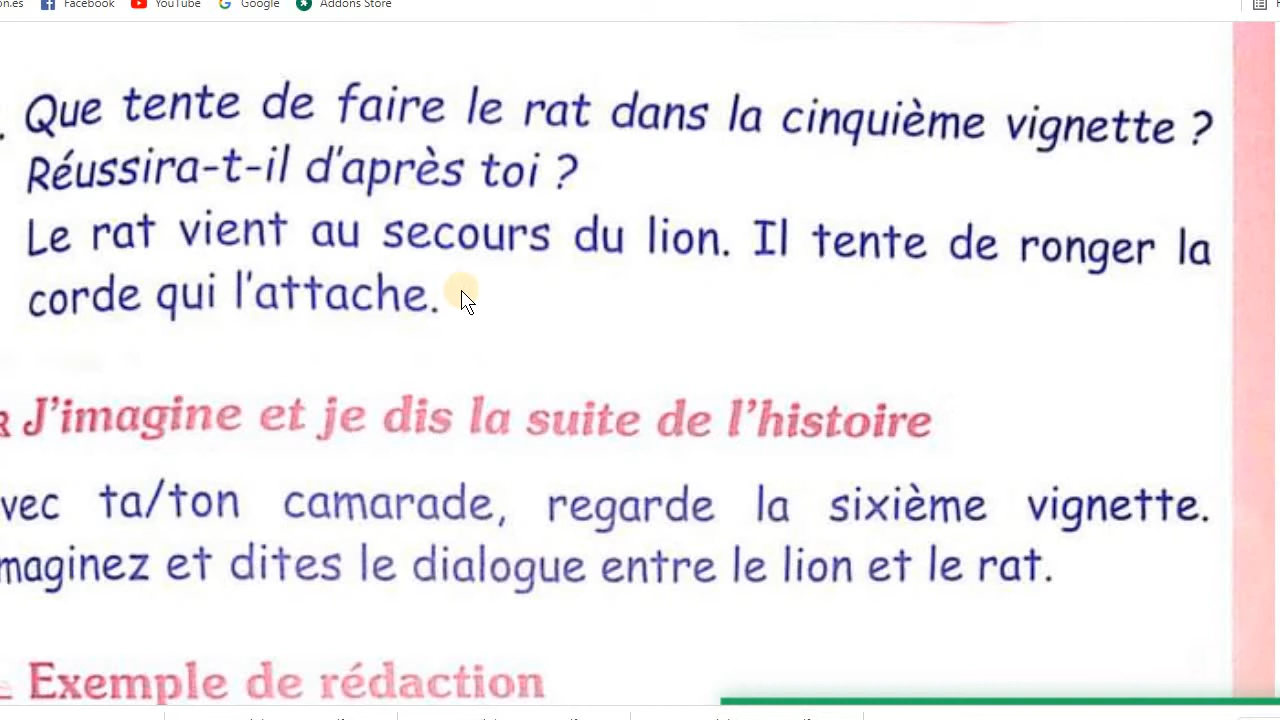 on.es Facebook YouTube Google Addons Store
Que tente de faire le rat dans la cinquième vignette ?
Réussira-t-il d'après toi ?
Le rat vient au secours du lion. Il tente de ronger la
corde qui l'attache.
J'imagine et je dis la suite de l'histoire
vec ta/ton camarade, regarde la sixième vignette.
maginez et dites le dialogue entre le lion et le rat.
Exemple de rédaction